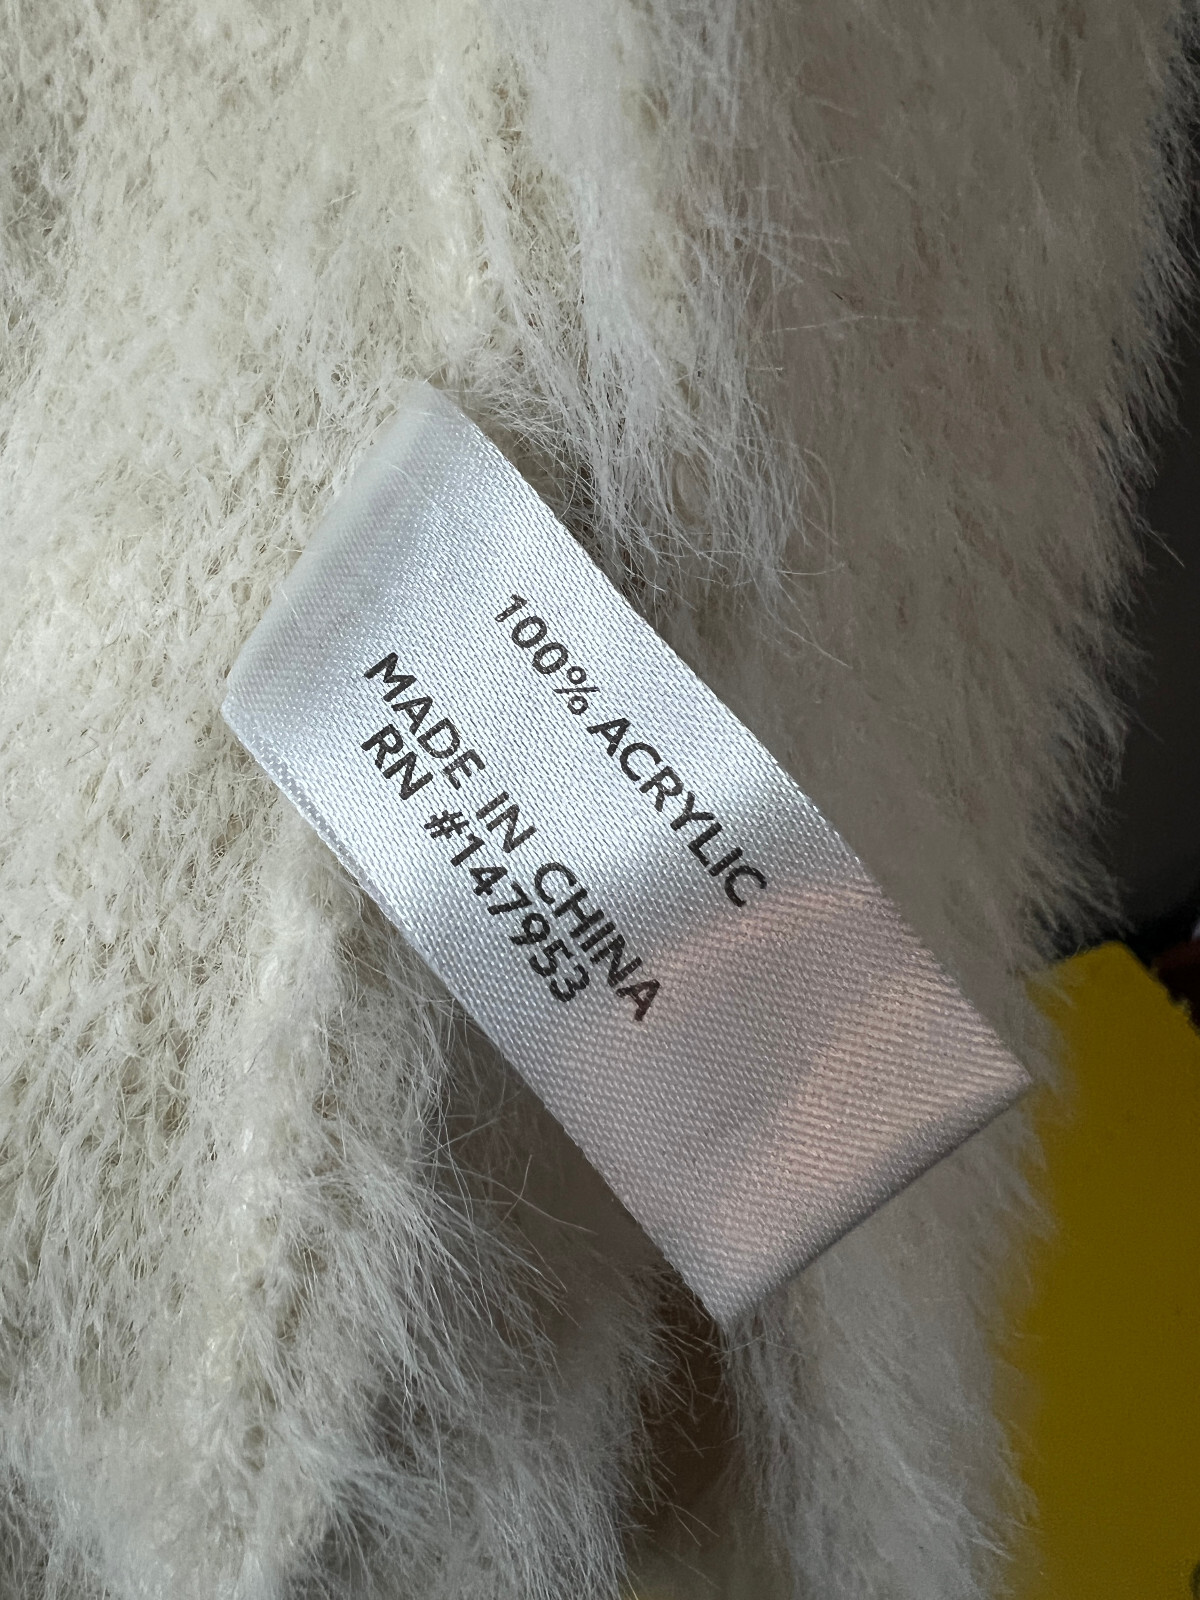 100% ACRYLIC
MADE IN CHINA
RN #147953